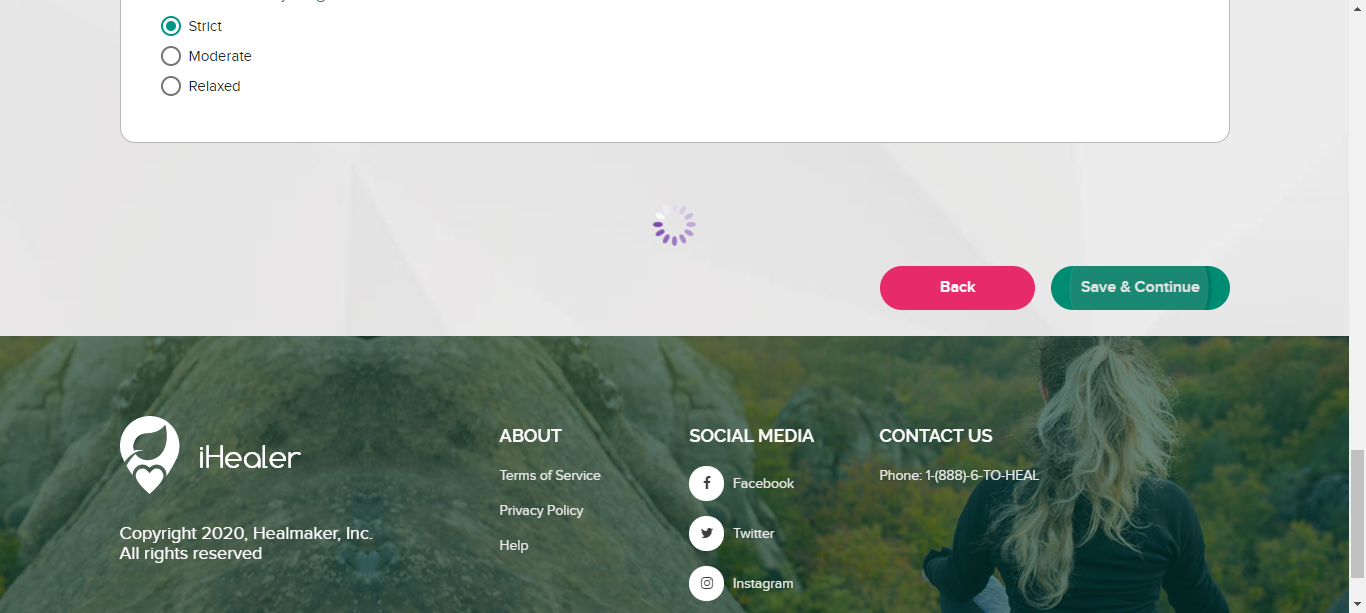 Strict
Moderate
Relaxed
Back
Save & Continue
iHealer
Copyright 2020, Healmaker, Inc.
All rights reserved
ABOUT
Terms of Service
Privacy Policy
Help
SOCIAL MEDIA
Facebook
Twitter
Instagram
CONTACT US
Phone: 1-(888)-6-TO-HEAL